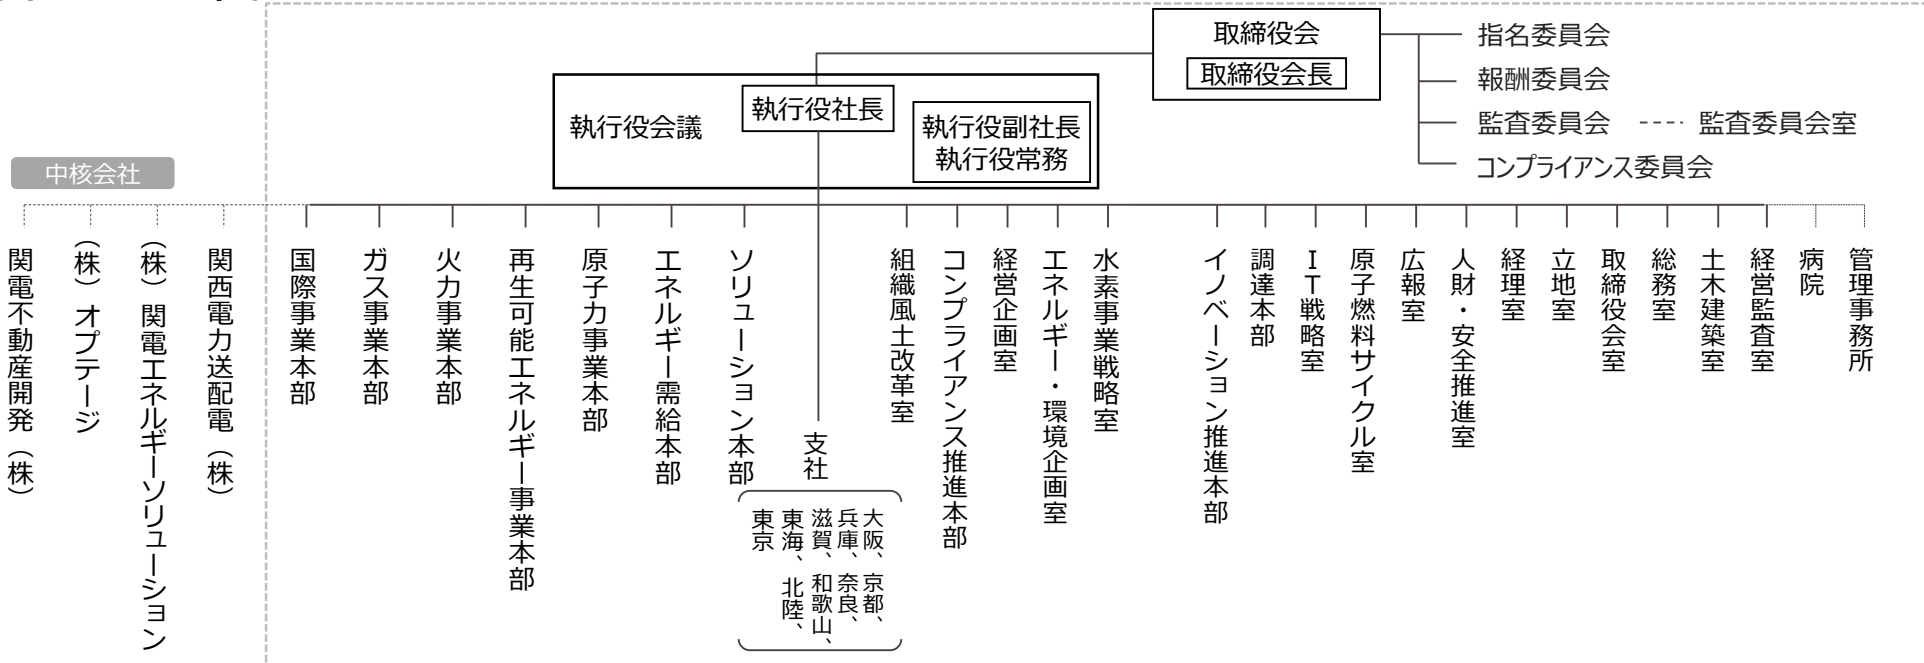 取締役会
取締役会長
指名委員会
報酬委員会
監査委員会 ---- 監査委員会室
コンプライアンス委員会
執行役会議
執行役社長
執行役副社長
執行役常務
中核会社
関電不動産開発（株）
（株）オプテージ
（株）関電エネルギーソリューション
関西電力送配電（株）
国際事業本部
ガス事業本部
火力事業本部
再生可能エネルギー事業本部
原子力事業本部
エネルギー需給本部
ソリューション本部
支社
大阪、京都、
兵庫、奈良、
滋賀、和歌山、
東海、北陸、
東京
組織風土改革室
コンプライアンス推進本部
経営企画室
エネルギー・環境企画室
水素事業戦略室
イノベーション推進本部
調達本部
IT戦略室
原子燃料サイクル室
広報室
人財・安全推進室
経理室
立地室
取締役会室
総務室
土木建築室
経営監査室
病院
管理事務所